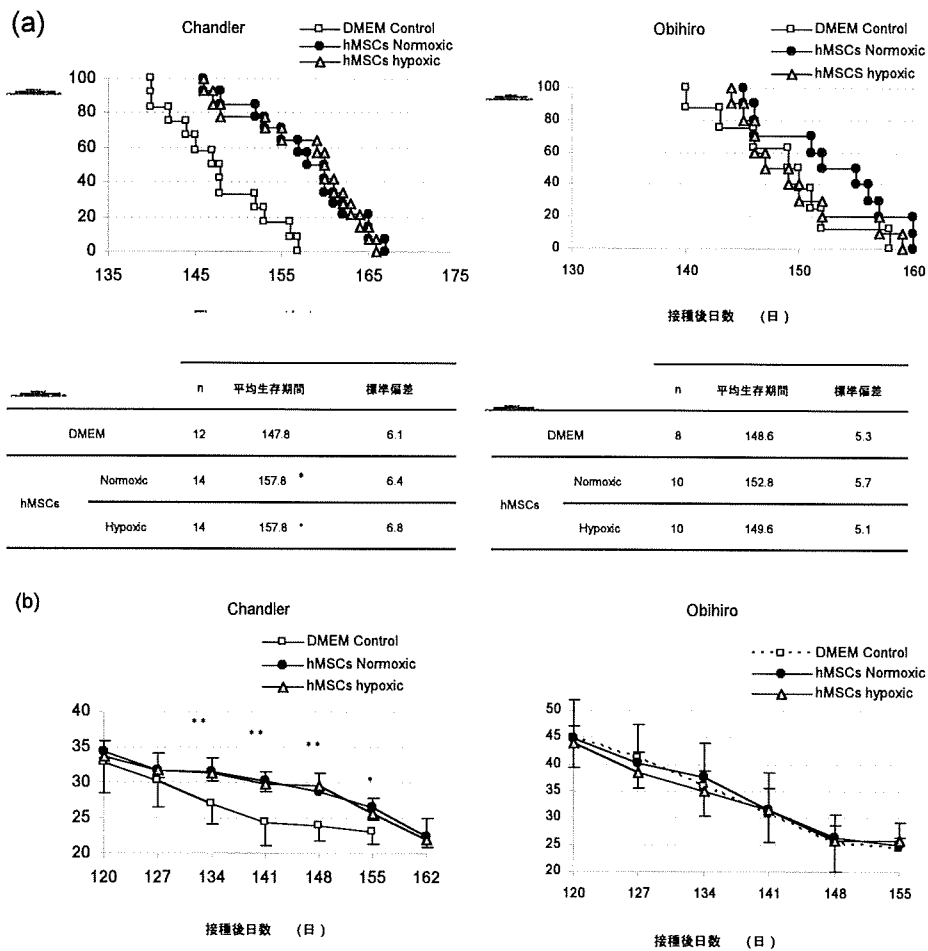 (a)
Chandler
DMEM Control
hMSCs Normoxic
hMSCs hypoxic
100
80
60
40
20
0
135 145 155 165 175
Obihiro
DMEM Control
hMSCs Normoxic
hMSCS hypoxic
100
80
60
40
20
0
130 140 150 160
接種後日数 (日)
n 平均生存期間 標準偏差
DMEM 12 147.8 6.1
hMSCs
Normoxic 14 157.8 * 6.4
Hypoxic 14 157.8 * 6.8
n 平均生存期間 標準偏差
DMEM 8 148.6 5.3
hMSCs
Normoxic 10 152.8 5.7
Hypoxic 10 149.6 5.1
(b)
Chandler
DMEM Control
hMSCs Normoxic
hMSCs hypoxic
40
35
30
25
20
** ** ** *
120 127 134 141 148 155 162
接種後日数 (日)
Obihiro
DMEM Control
hMSCs Normoxic
hMSCs hypoxic
50
45
40
35
30
25
20
120 127 134 141 148 155
接種後日数 (日)